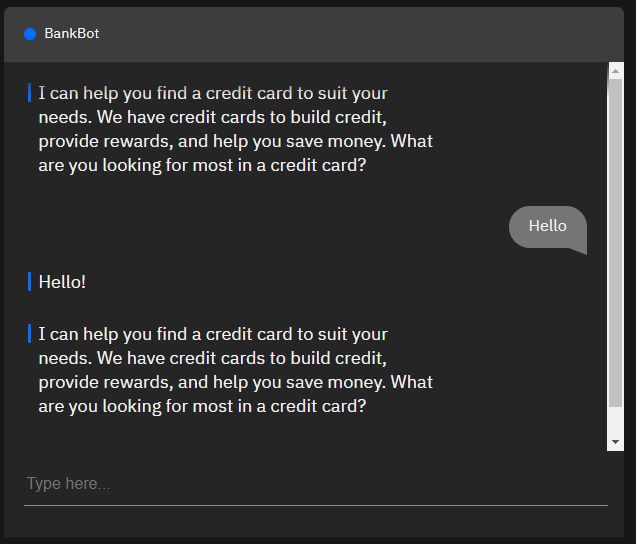 BankBot
I can help you find a credit card to suit your
needs. We have credit cards to build credit,
provide rewards, and help you save money. What
are you looking for most in a credit card?
Hello
Hello!
I can help you find a credit card to suit your
needs. We have credit cards to build credit,
provide rewards, and help you save money. What
are you looking for most in a credit card?
Type here...